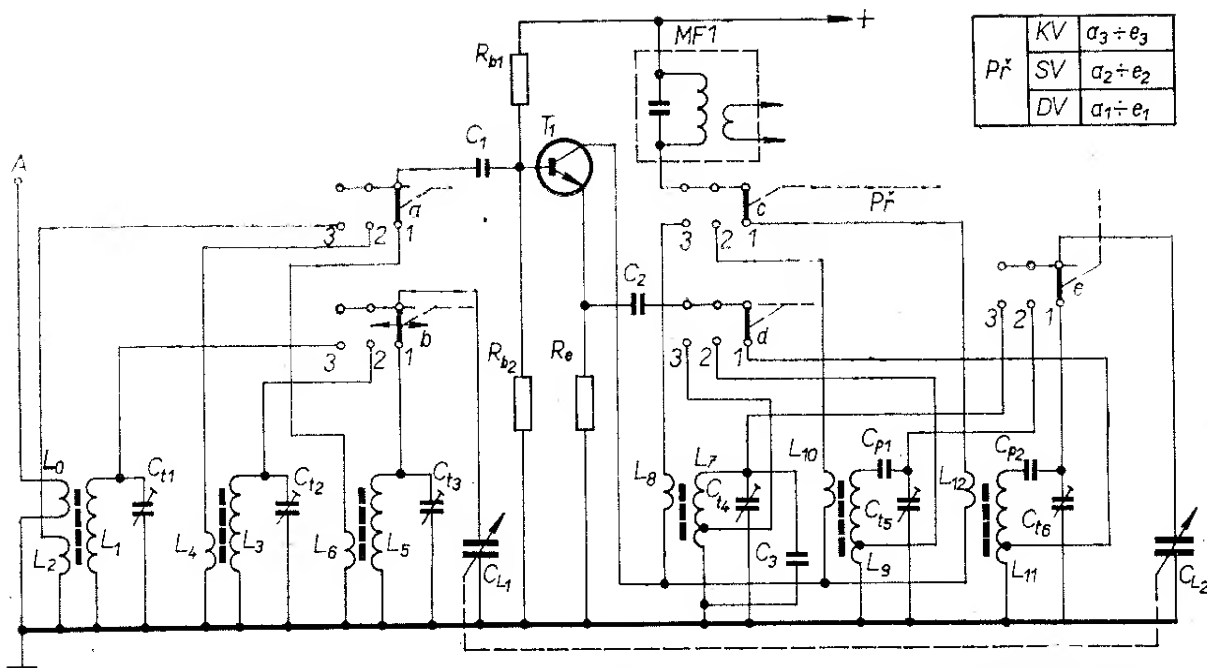 +
MF1
Př
KV a3÷e3
SV a2÷e2
DV a1÷e1
Rb1
T1
C1
A
a
c
Př
3 2 1
3 2 1
C2
e
b
d
3 2 1
3 2 1
3 2 1
Rb2
Re
L0
Ct1
Ct2
Ct3
L8
L7
Ct4
L10
Cp1
Ct5
L12
Cp2
Ct6
L2
L1
L4
L3
L6
L5
CL1
C3
L9
L11
CL2